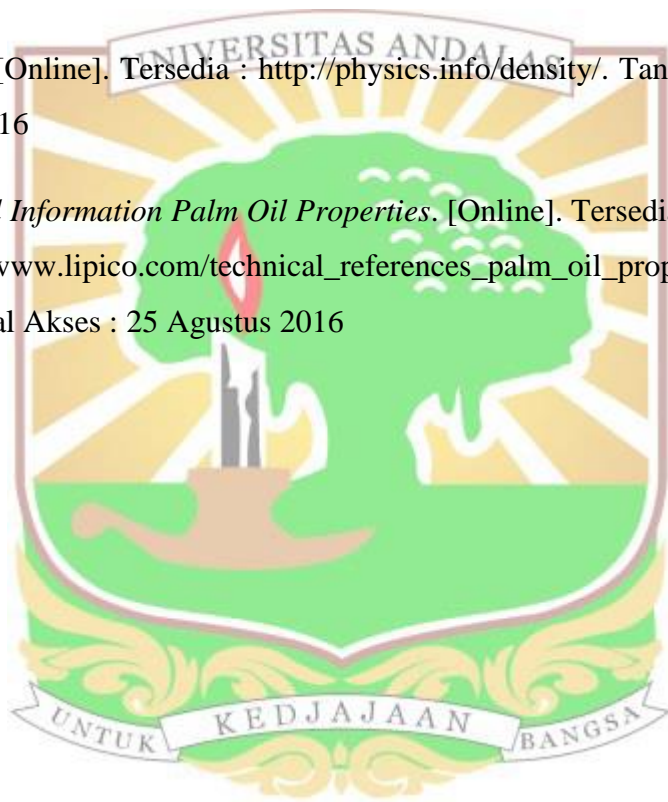 UNIVERSITAS ANDALAS
[Online]. Tersedia : http://physics.info/density/. Tan
16
Information Palm Oil Properties. [Online]. Tersedi
www.lipico.com/technical_references_palm_oil_prop
al Akses : 25 Agustus 2016
UNTUK KEDJAJAAN BANGSA